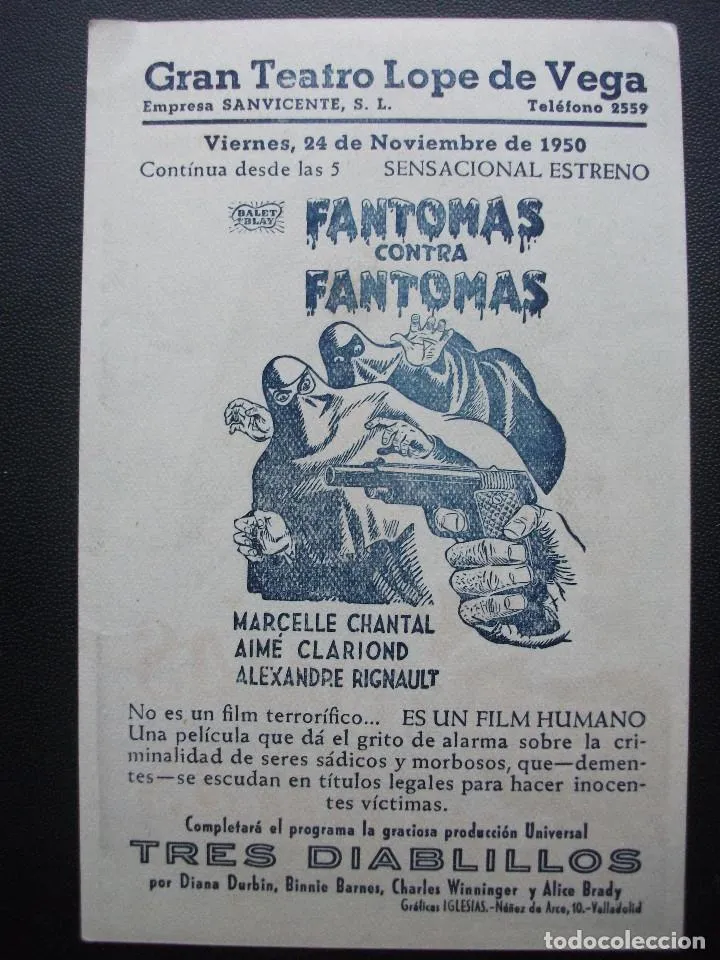 Gran Teatro Lope de Vega
Empresa SANVICENTE, S. L. Teléfono 2559
Viernes, 24 de Noviembre de 1950
Contínua desde las 5 SENSACIONAL ESTRENO
BALET Y BLAY
FANTOMAS
CONTRA
FANTOMAS
MARCELLE CHANTAL
AIMÉ CLARIOND
ALEXANDRE RIGNAULT
No es un film terrorífico... ES UN FILM HUMANO
Una película que dá el grito de alarma sobre la cri-
minalidad de seres sádicos y morbosos, que—demen-
tes—se escudan en títulos legales para hacer inocen-
tes víctimas.
Completará el programa la graciosa producción Universal
TRES DIABLILLOS
por Diana Durbin, Binnie Barnes, Charles Winninger y Alice Brady
Gráficas IGLESIAS.-Núñez de Arce, 10.-Valladolid
todocoleccion